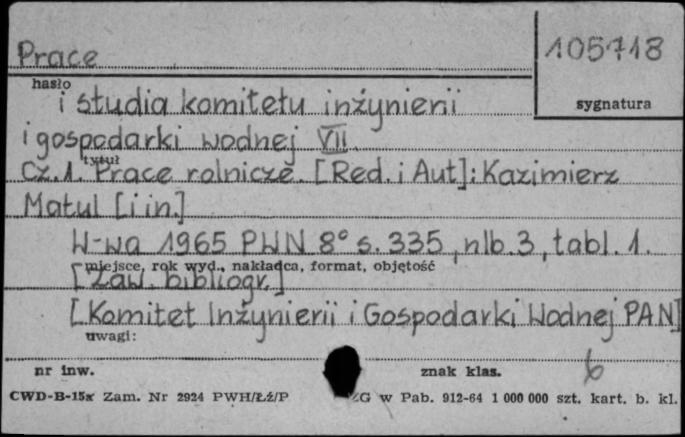 Prace
105718
hasło
sygnatura
i studia komitetu inżynierii
i gospodarki wodnej VII.
tytuł
Cz.1. Prace rolnicze. [Red. i Aut]: Kazimierz
Matul [i in.]
W-wa 1965 PWN 8° s. 335, nlb. 3, tabl. 1.
miejsce, rok wyd., nakładca, format, objętość
[Zaw. bibliogr.]
[Komitet Inżynierii i Gospodarki Wodnej PAN]
uwagi:
nr inw.
znak klas.
6
CWD-B-15x Zam. Nr 2924 PWH/Łź/P
ZG w Pab. 912-64 1 000 000 szt. kart. b. kl.